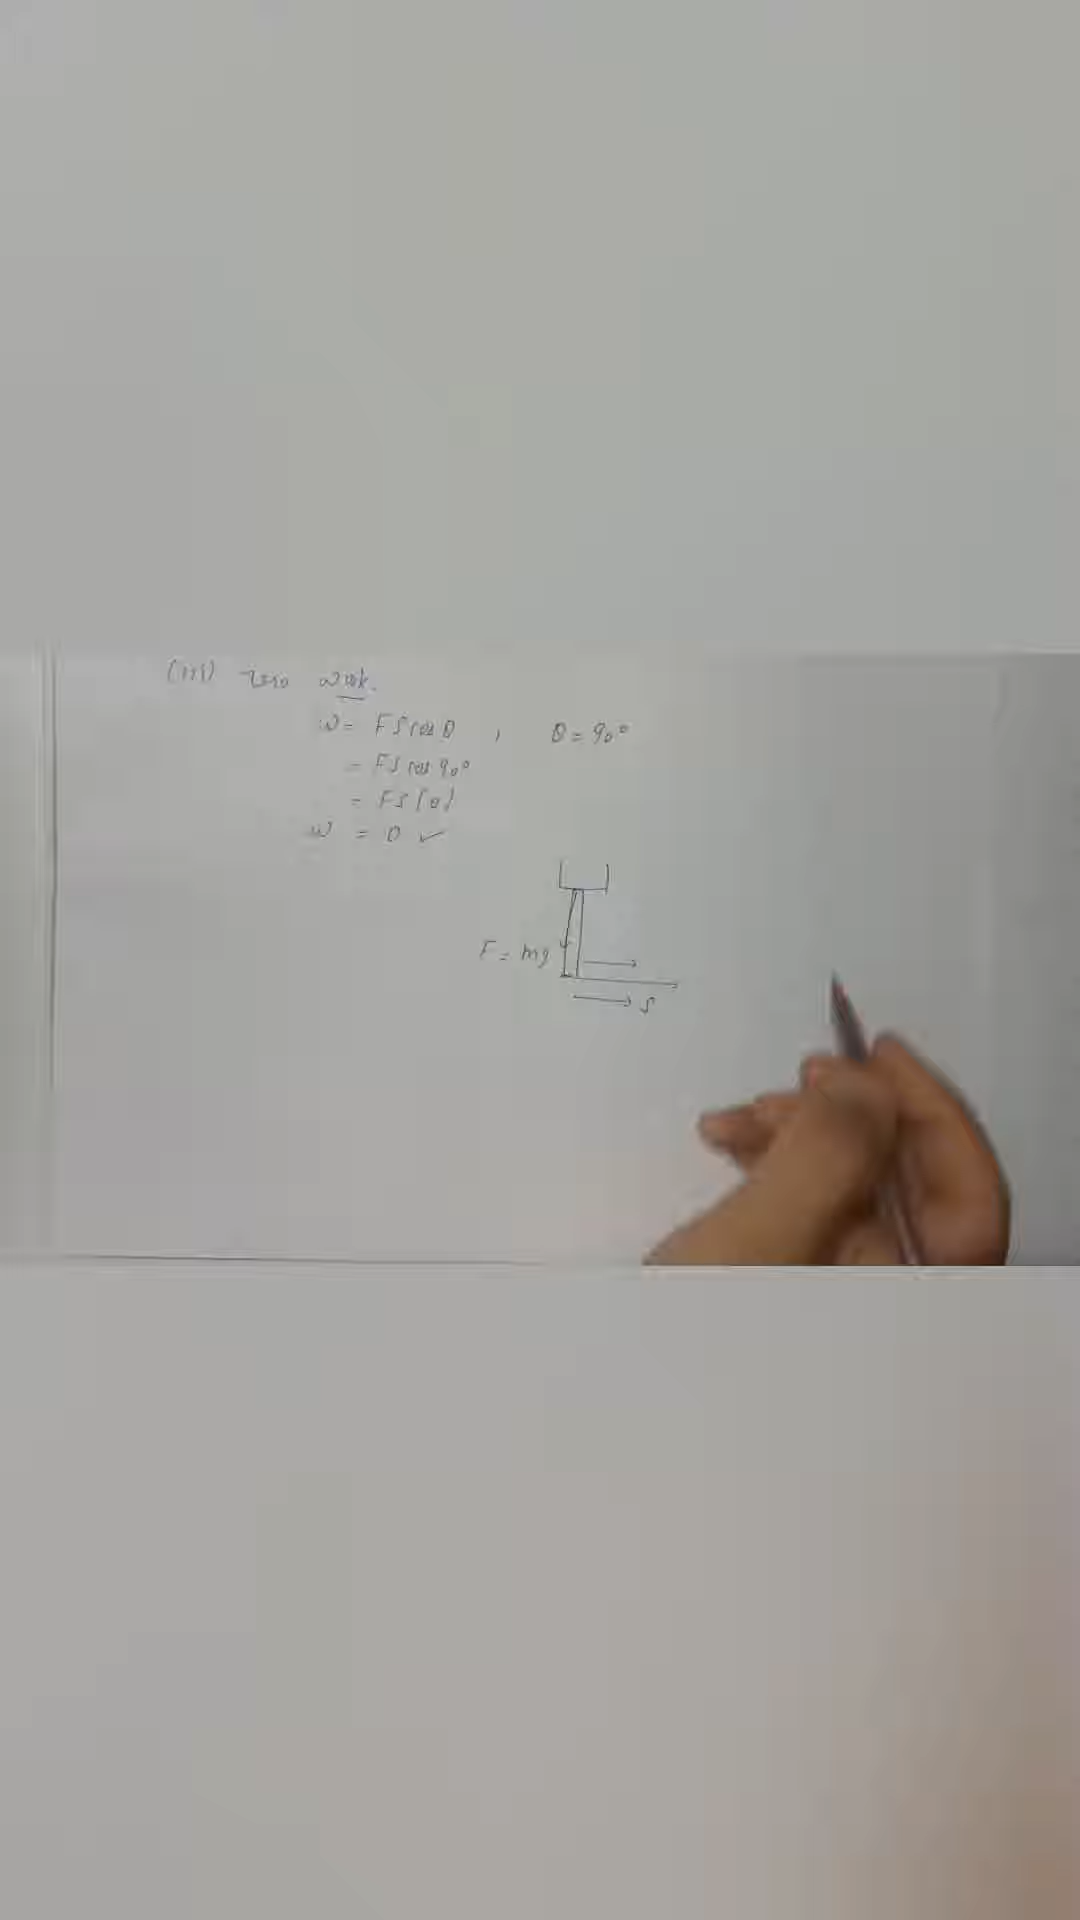 (iii) zero work.
W = FS cos θ , θ = 90°
= FS cos 90°
= FS(0)
W = 0 ✓
F = mg
S